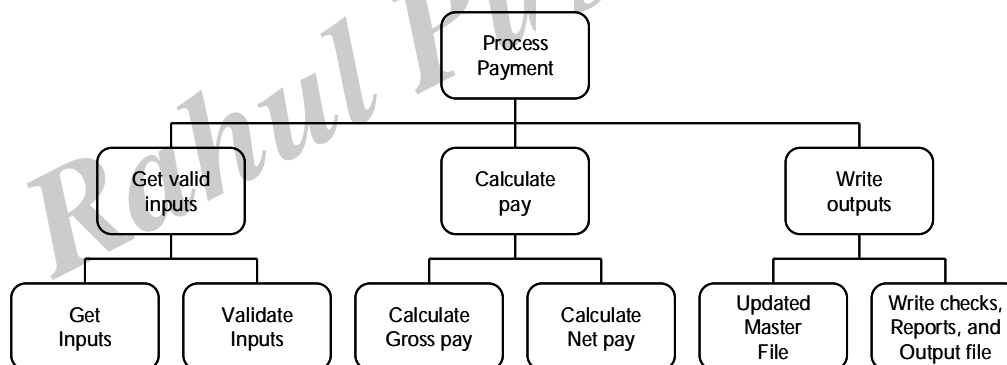 Process
Payment
Get valid
inputs
Calculate
pay
Write
outputs
Get
Inputs
Validate
Inputs
Calculate
Gross pay
Calculate
Net pay
Updated
Master
File
Write checks,
Reports, and
Output file
Rahul